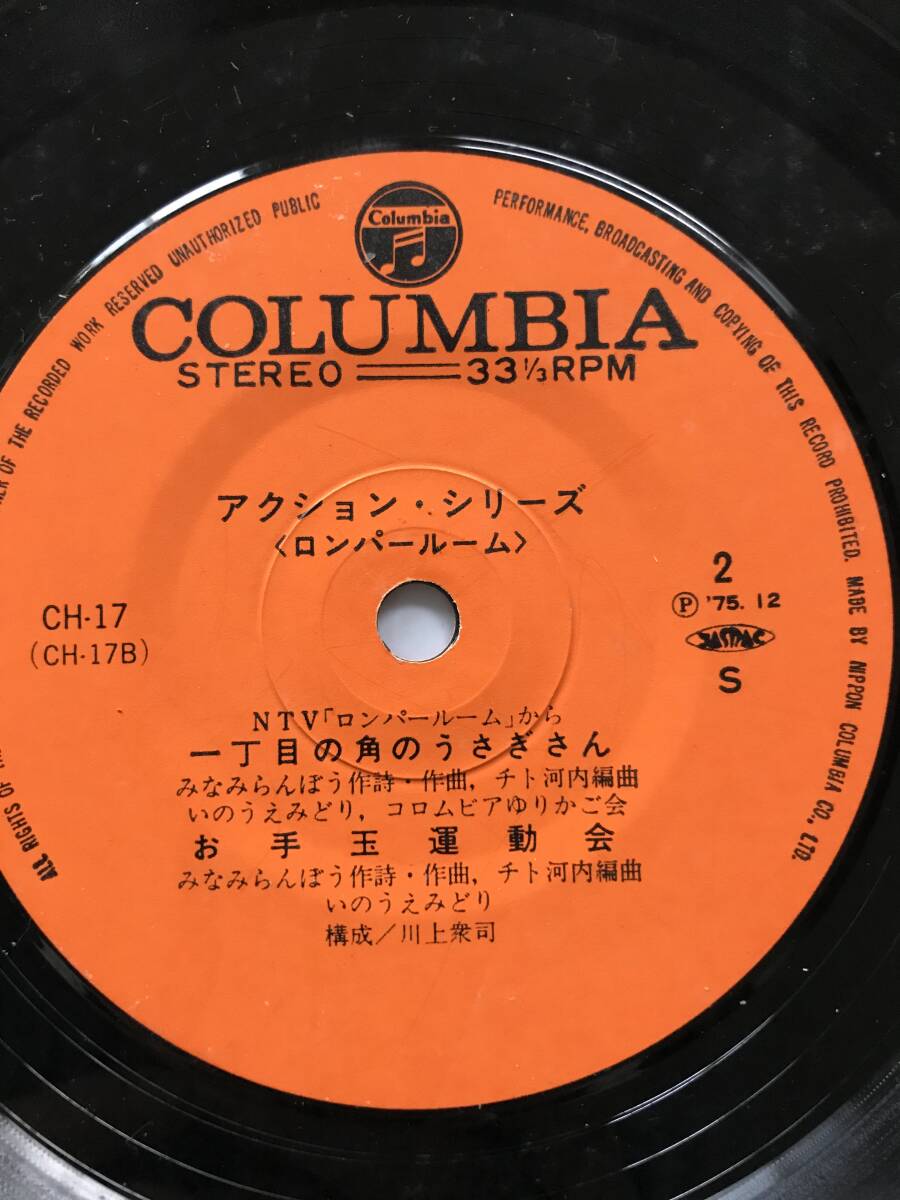 ER OF THE RECORDED WORK RESERVED UNAUTHORIZED PUBLIC PERFORMANCE, BROADCASTING AND COPYING OF THIS RECORD PROHIBITED. MADE BY NIPPON COLUMBIA CO., LTD.
Columbia
COLUMBIA
STEREO 33 1/3 RPM
アクション・シリーズ
〈ロンパールーム〉
2
CH-17
Ⓟ '75. 12
(CH-17B)
JASRAC
S
NTV「ロンパールーム」から
一丁目の角のうさぎさん
みなみらんぼう作詩・作曲, チト河内編曲
いのうえみどり, コロムビアゆりかご会
お手玉運動会
みなみらんぼう作詩・作曲, チト河内編曲
いのうえみどり
構成/川上衆司
ALL RIGHTS OF THE